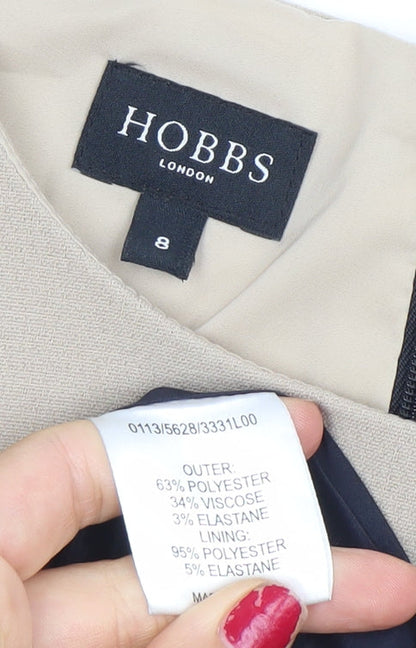 HOBBS
LONDON
8
0113/5628/3331L00
OUTER:
63% POLYESTER
34% VISCOSE
3% ELASTANE
LINING:
95% POLYESTER
5% ELASTANE